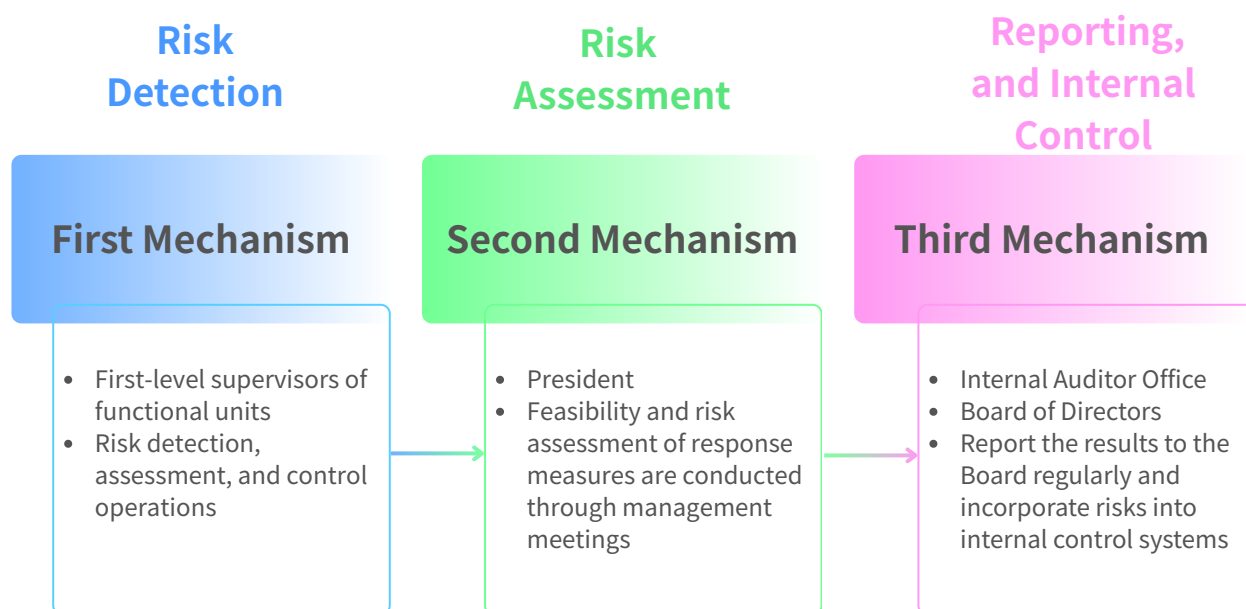 Risk
Detection
First Mechanism
• First-level supervisors of
functional units
• Risk detection,
assessment, and control
operations
Risk
Assessment
Second Mechanism
• President
• Feasibility and risk
assessment of response
measures are conducted
through management
meetings
Reporting,
and Internal
Control
Third Mechanism
• Internal Auditor Office
• Board of Directors
• Report the results to the
Board regularly and
incorporate risks into
internal control systems